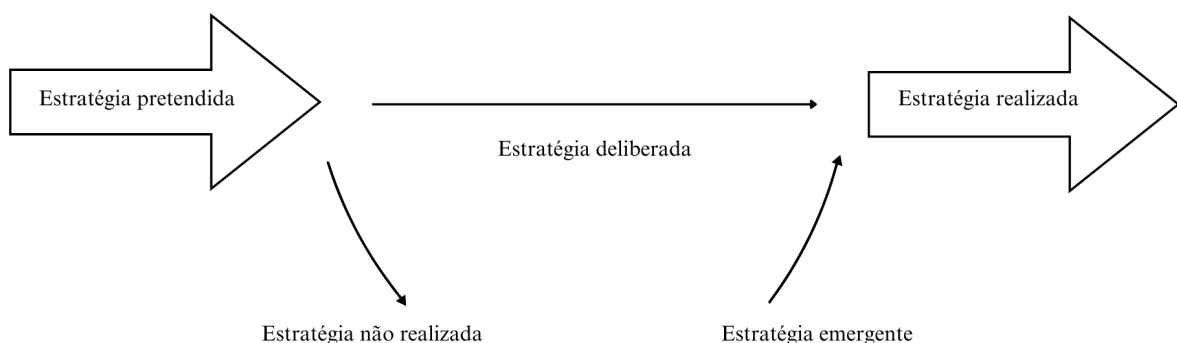 Estratégia pretendida
Estratégia realizada
Estratégia deliberada
Estratégia não realizada
Estratégia emergente